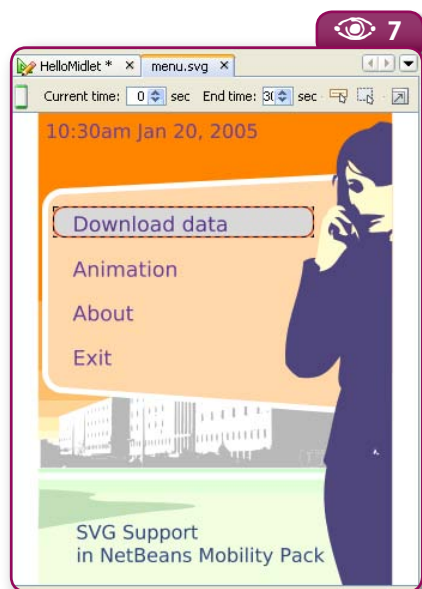 7
HelloMidlet * × menu.svg ×
Current time: 0 sec End time: 30 sec
10:30am Jan 20, 2005
Download data
Animation
About
Exit
SVG Support
in NetBeans Mobility Pack